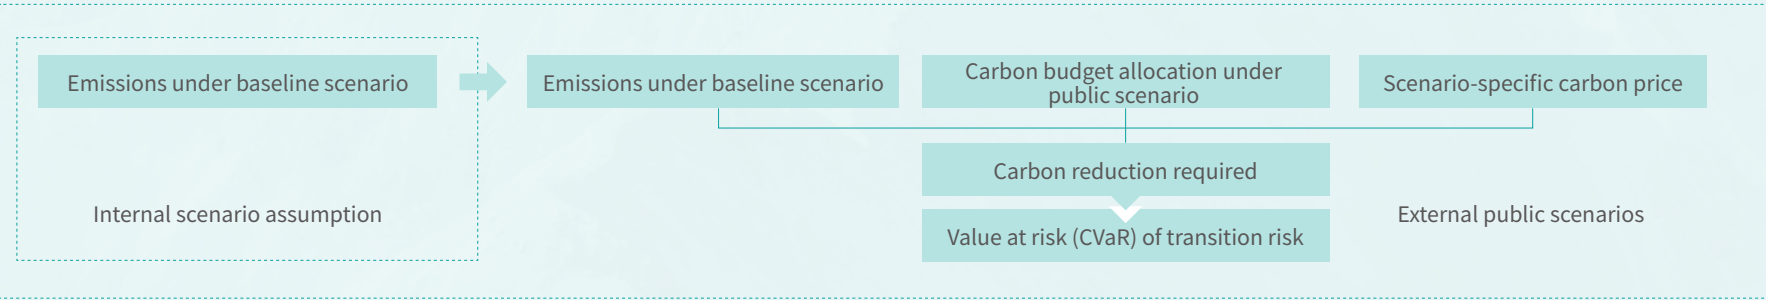 Emissions under baseline scenario
Emissions under baseline scenario
Carbon budget allocation under
public scenario
Scenario-specific carbon price
Carbon reduction required
Internal scenario assumption
External public scenarios
Value at risk (CVaR) of transition risk